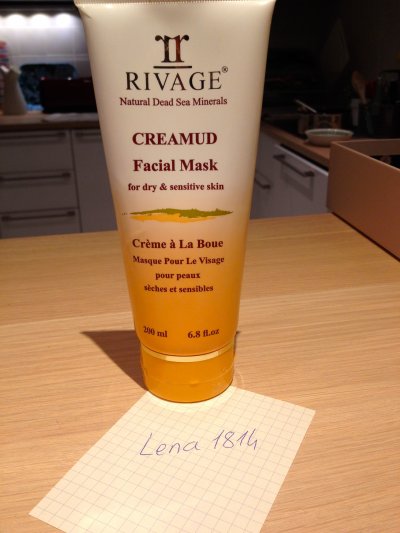 RIVAGE®
Natural Dead Sea Minerals
CREAMUD
Facial Mask
for dry & sensitive skin
Crème à La Boue
Masque Pour Le Visage
pour peaux
sèches et sensibles
200 ml 6.8 fl.oz
Lena 1814